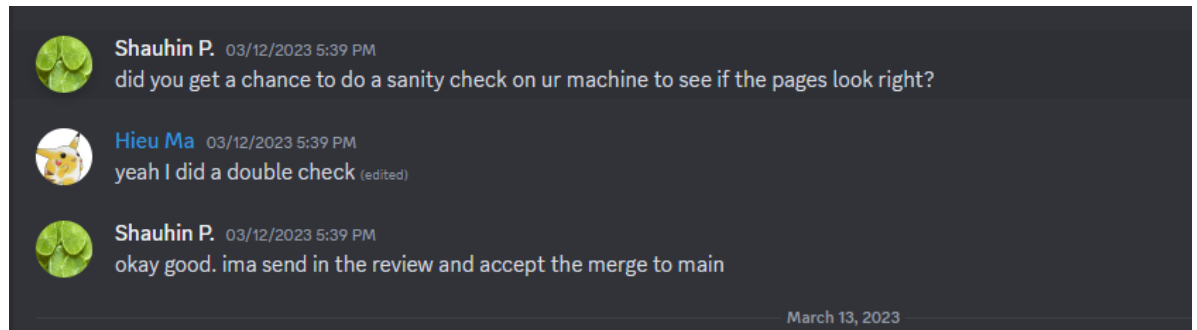 Shauhin P. 03/12/2023 5:39 PM
did you get a chance to do a sanity check on ur machine to see if the pages look right?
Hieu Ma 03/12/2023 5:39 PM
yeah I did a double check (edited)
Shauhin P. 03/12/2023 5:39 PM
okay good. ima send in the review and accept the merge to main
March 13, 2023